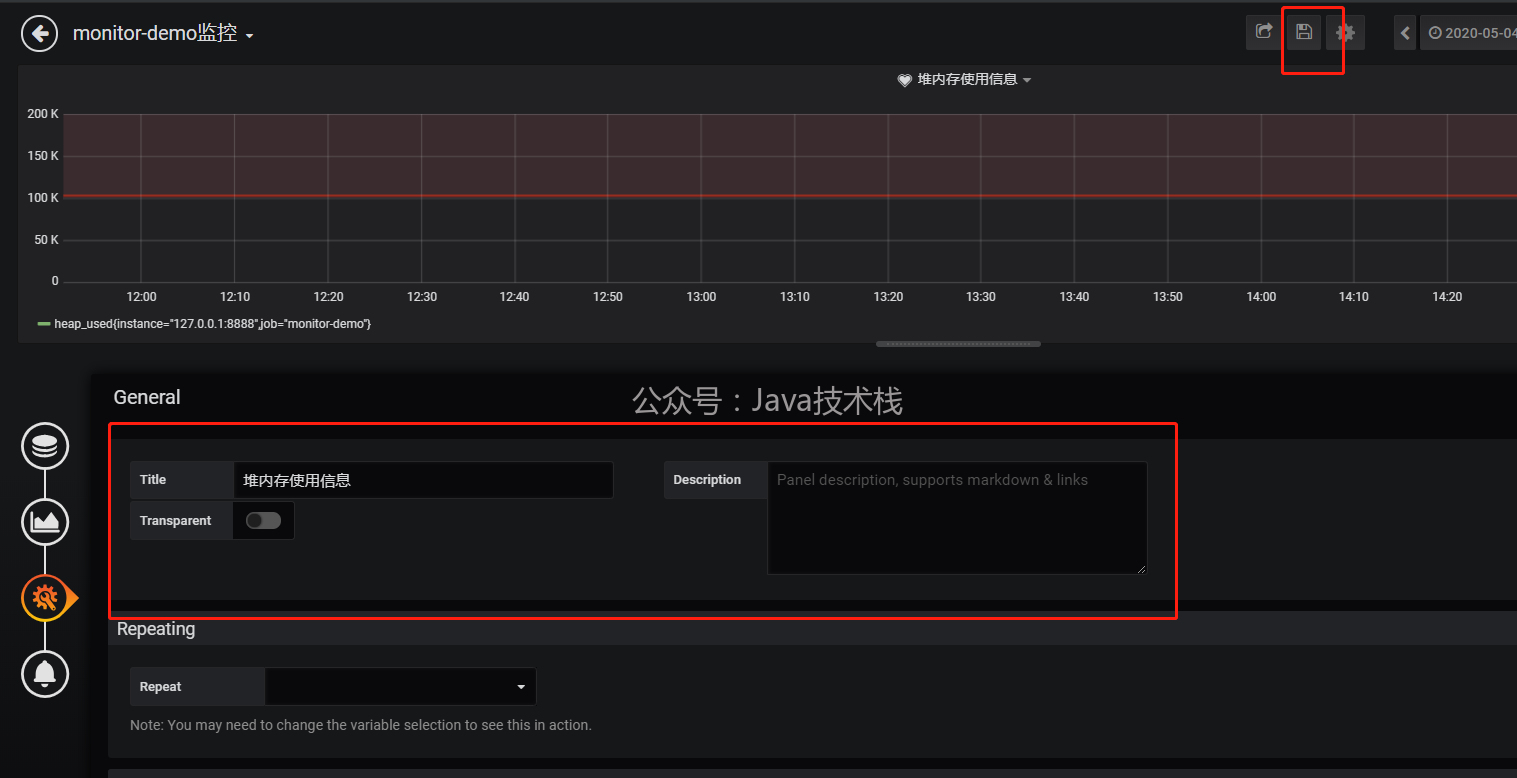 monitor-demo监控
2020-05-04
堆内存使用信息
200 K
150 K
100 K
50 K
0
12:00 12:10 12:20 12:30 12:40 12:50 13:00 13:10 13:20 13:30 13:40 13:50 14:00 14:10 14:20
heap_used{instance="127.0.0.1:8888",job="monitor-demo"}
General
公众号：Java技术栈
Title 堆内存使用信息
Description Panel description, supports markdown & links
Transparent
Repeating
Repeat
Note: You may need to change the variable selection to see this in action.